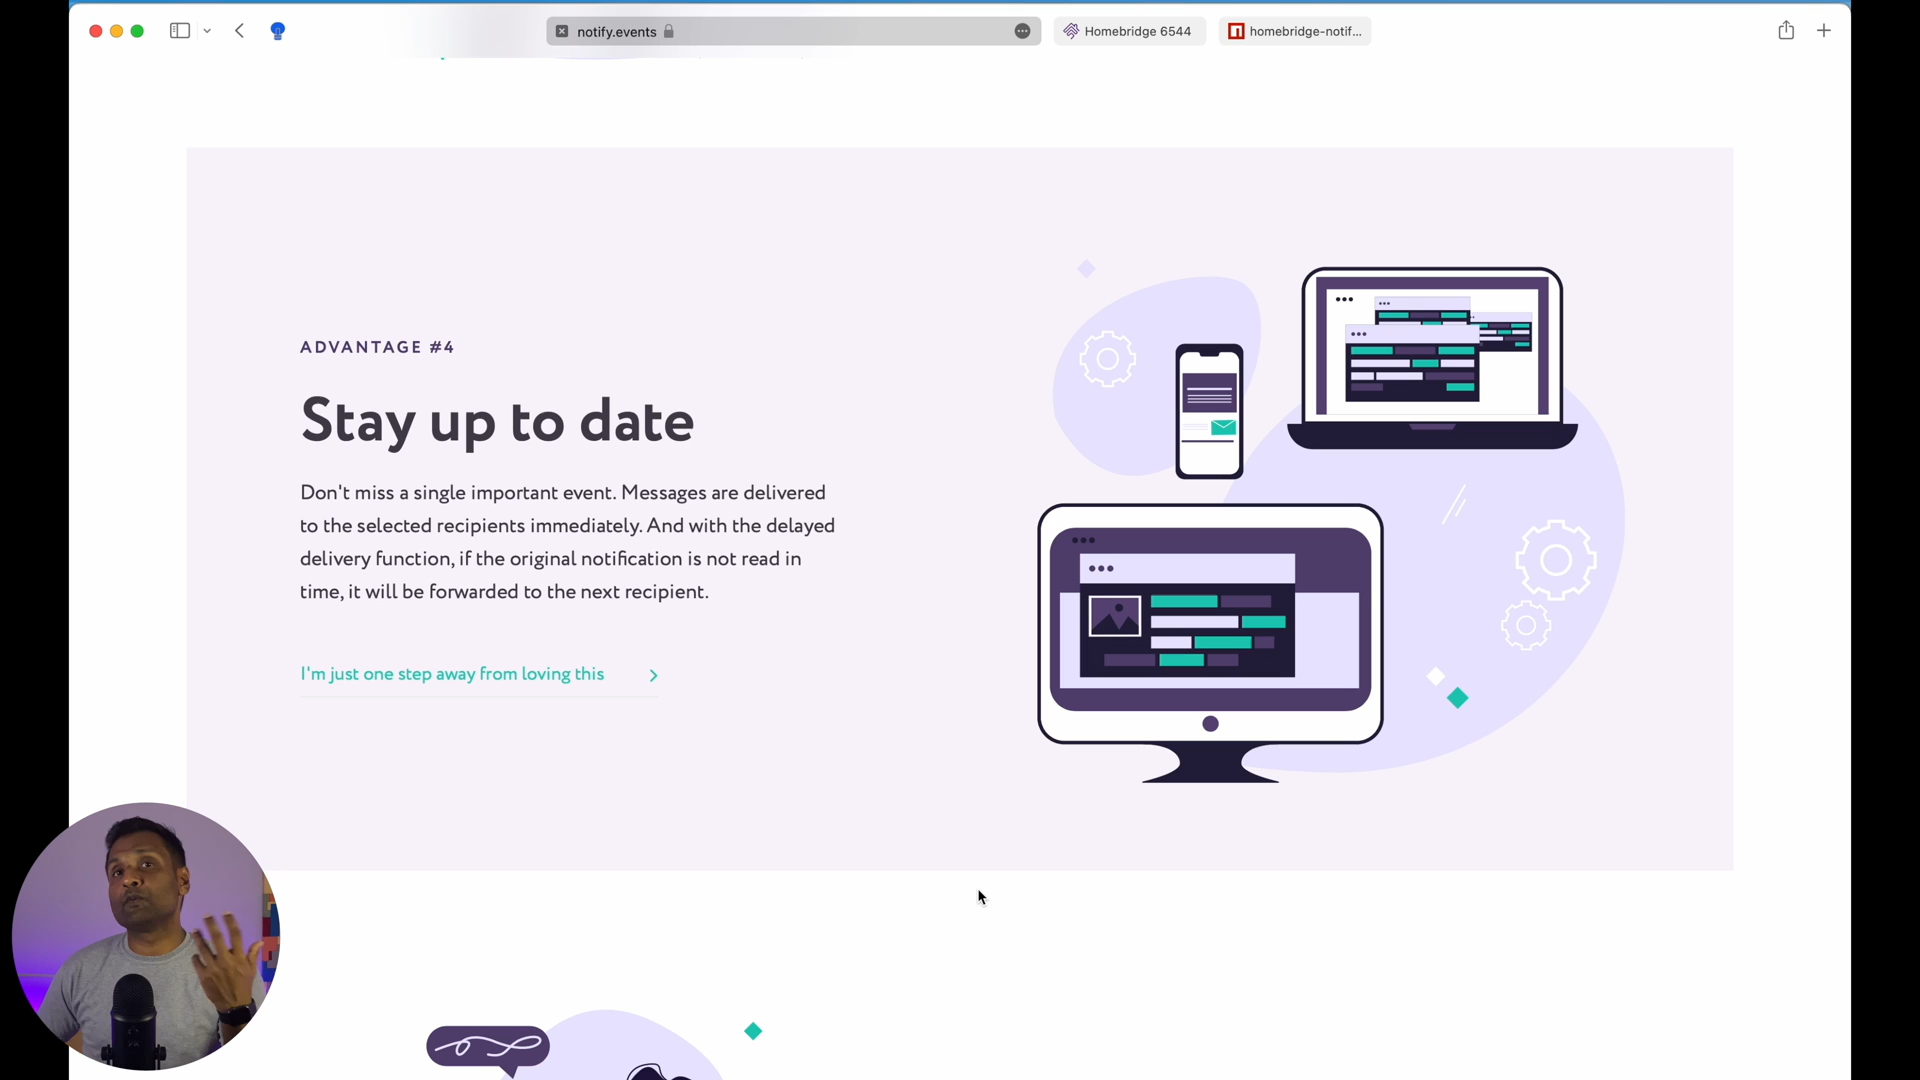 notify.events
Homebridge 6544
homebridge-notif...
ADVANTAGE #4
Stay up to date
Don't miss a single important event. Messages are delivered
to the selected recipients immediately. And with the delayed
delivery function, if the original notification is not read in
time, it will be forwarded to the next recipient.
I'm just one step away from loving this